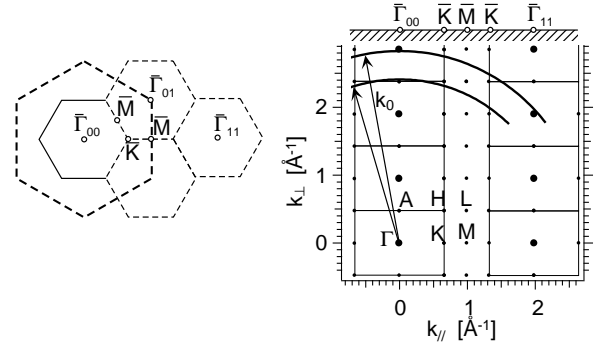 Γ̄₀₀ K̄ M̄ K̄ Γ̄₁₁
Γ̄₀₁
M̄
Γ̄₀₀ M̄ Γ̄₁₁
K̄
k₀
2
1
0
k⊥ [Å⁻¹]
A H L
Γ K M
0 1 2
k// [Å⁻¹]